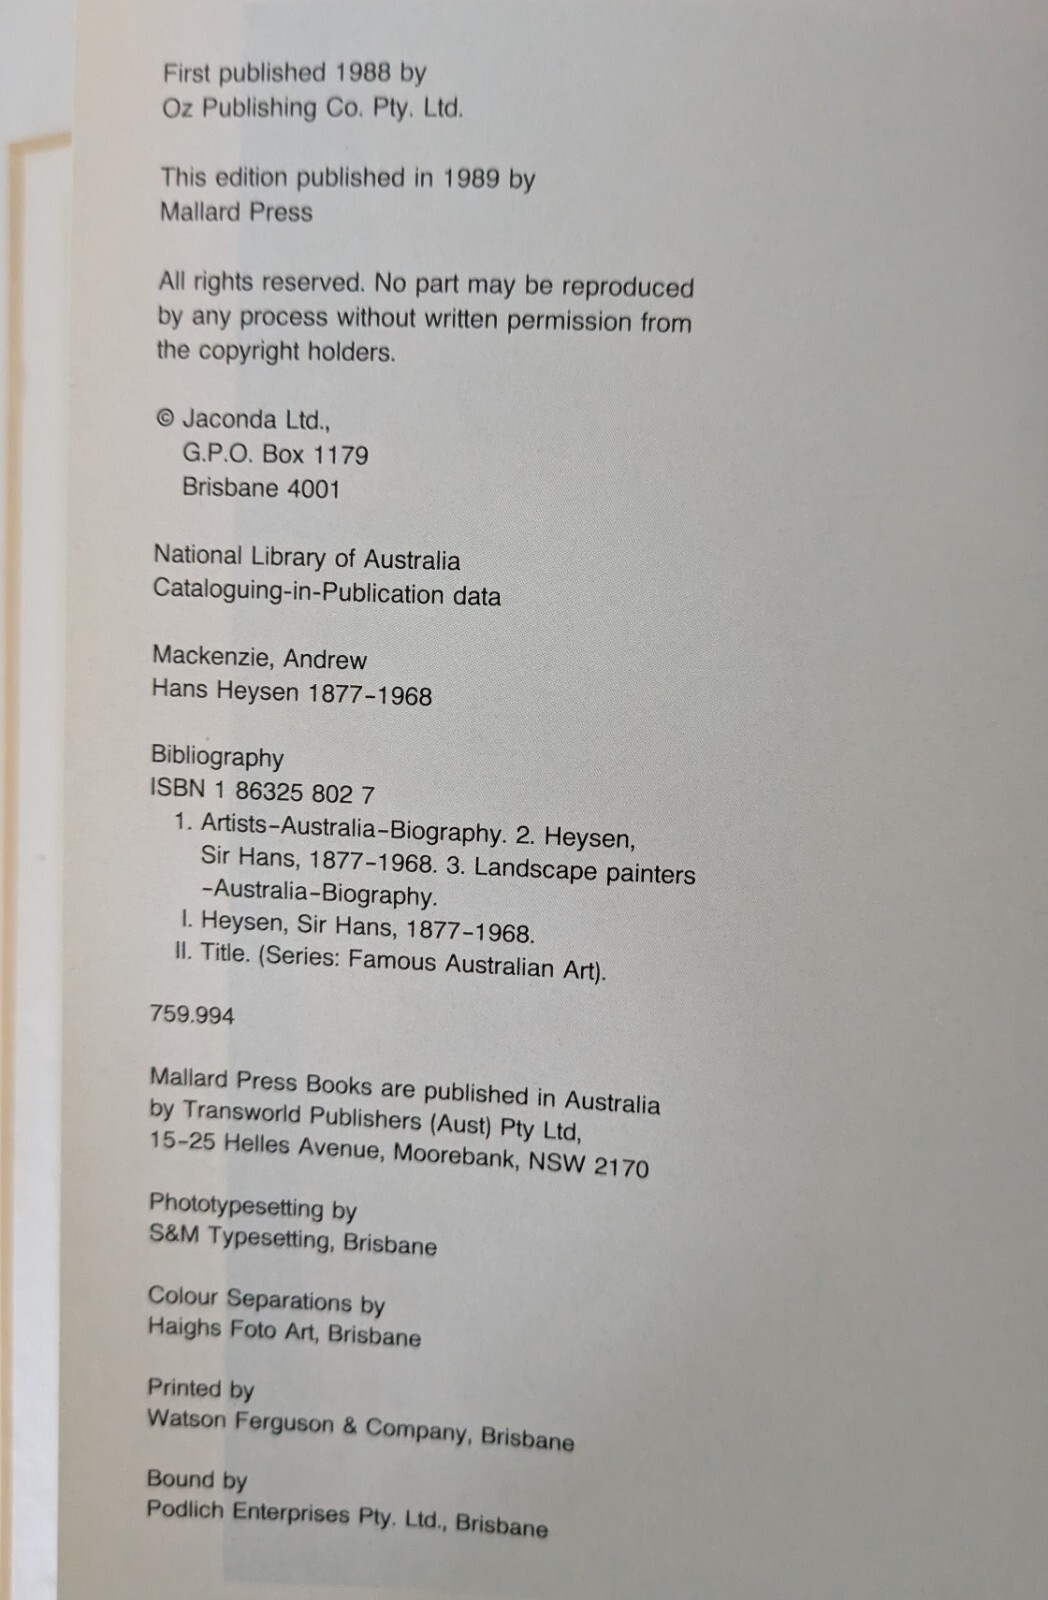 First published 1988 by
Oz Publishing Co. Pty. Ltd.
This edition published in 1989 by
Mallard Press
All rights reserved. No part may be reproduced
by any process without written permission from
the copyright holders.
© Jaconda Ltd.,
G.P.O. Box 1179
Brisbane 4001
National Library of Australia
Cataloguing-in-Publication data
Mackenzie, Andrew
Hans Heysen 1877–1968
Bibliography
ISBN 1 86325 802 7
1. Artists–Australia–Biography. 2. Heysen,
Sir Hans, 1877–1968. 3. Landscape painters
–Australia–Biography.
I. Heysen, Sir Hans, 1877–1968.
II. Title. (Series: Famous Australian Art).
759.994
Mallard Press Books are published in Australia
by Transworld Publishers (Aust) Pty Ltd,
15–25 Helles Avenue, Moorebank, NSW 2170
Phototypesetting by
S&M Typesetting, Brisbane
Colour Separations by
Haighs Foto Art, Brisbane
Printed by
Watson Ferguson & Company, Brisbane
Bound by
Podlich Enterprises Pty. Ltd., Brisbane